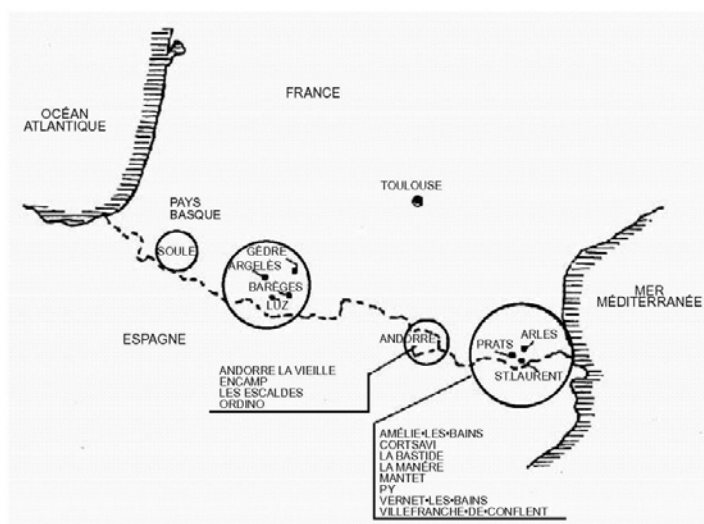 FRANCE
OCÉAN
ATLANTIQUE
TOULOUSE
PAYS
BASQUE
SOULE
GÈDRE
ARGELÈS
BARÈGES
LUZ
MER
MÉDITERRANÉE
ESPAGNE
ANDORRE
PRATS
ARLES
ST.LAURENT
ANDORRE LA VIEILLE
ENCAMP
LES ESCALDES
ORDINO
AMÉLIE•LES•BAINS
CORTSAVI
LA BASTIDE
LA MANÉRE
MANTET
PY
VERNET•LES•BAINS
VILLEFRANCHE•DE•CONFLENT